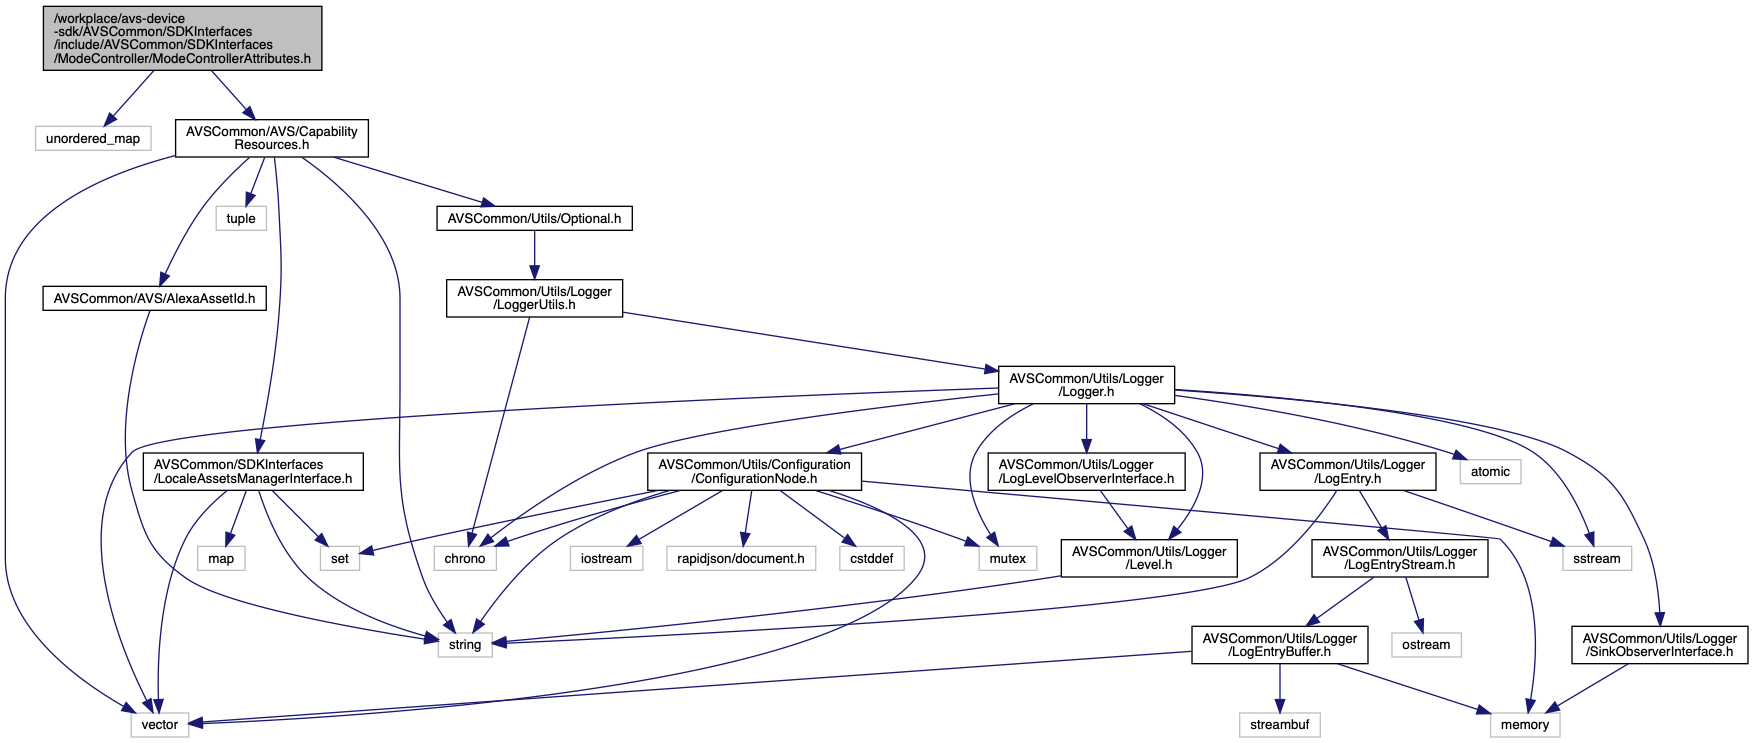 /workplace/avs-device
-sdk/AVSCommon/SDKInterfaces
/include/AVSCommon/SDKInterfaces
/ModeController/ModeControllerAttributes.h
unordered_map
AVSCommon/AVS/Capability
Resources.h
tuple
AVSCommon/Utils/Optional.h
AVSCommon/AVS/AlexaAssetId.h
AVSCommon/Utils/Logger
/LoggerUtils.h
AVSCommon/Utils/Logger
/Logger.h
AVSCommon/SDKInterfaces
/LocaleAssetsManagerInterface.h
AVSCommon/Utils/Configuration
/ConfigurationNode.h
AVSCommon/Utils/Logger
/LogLevelObserverInterface.h
AVSCommon/Utils/Logger
/LogEntry.h
atomic
map
set
chrono
iostream
rapidjson/document.h
cstddef
mutex
AVSCommon/Utils/Logger
/Level.h
AVSCommon/Utils/Logger
/LogEntryStream.h
sstream
string
AVSCommon/Utils/Logger
/LogEntryBuffer.h
ostream
AVSCommon/Utils/Logger
/SinkObserverInterface.h
vector
streambuf
memory